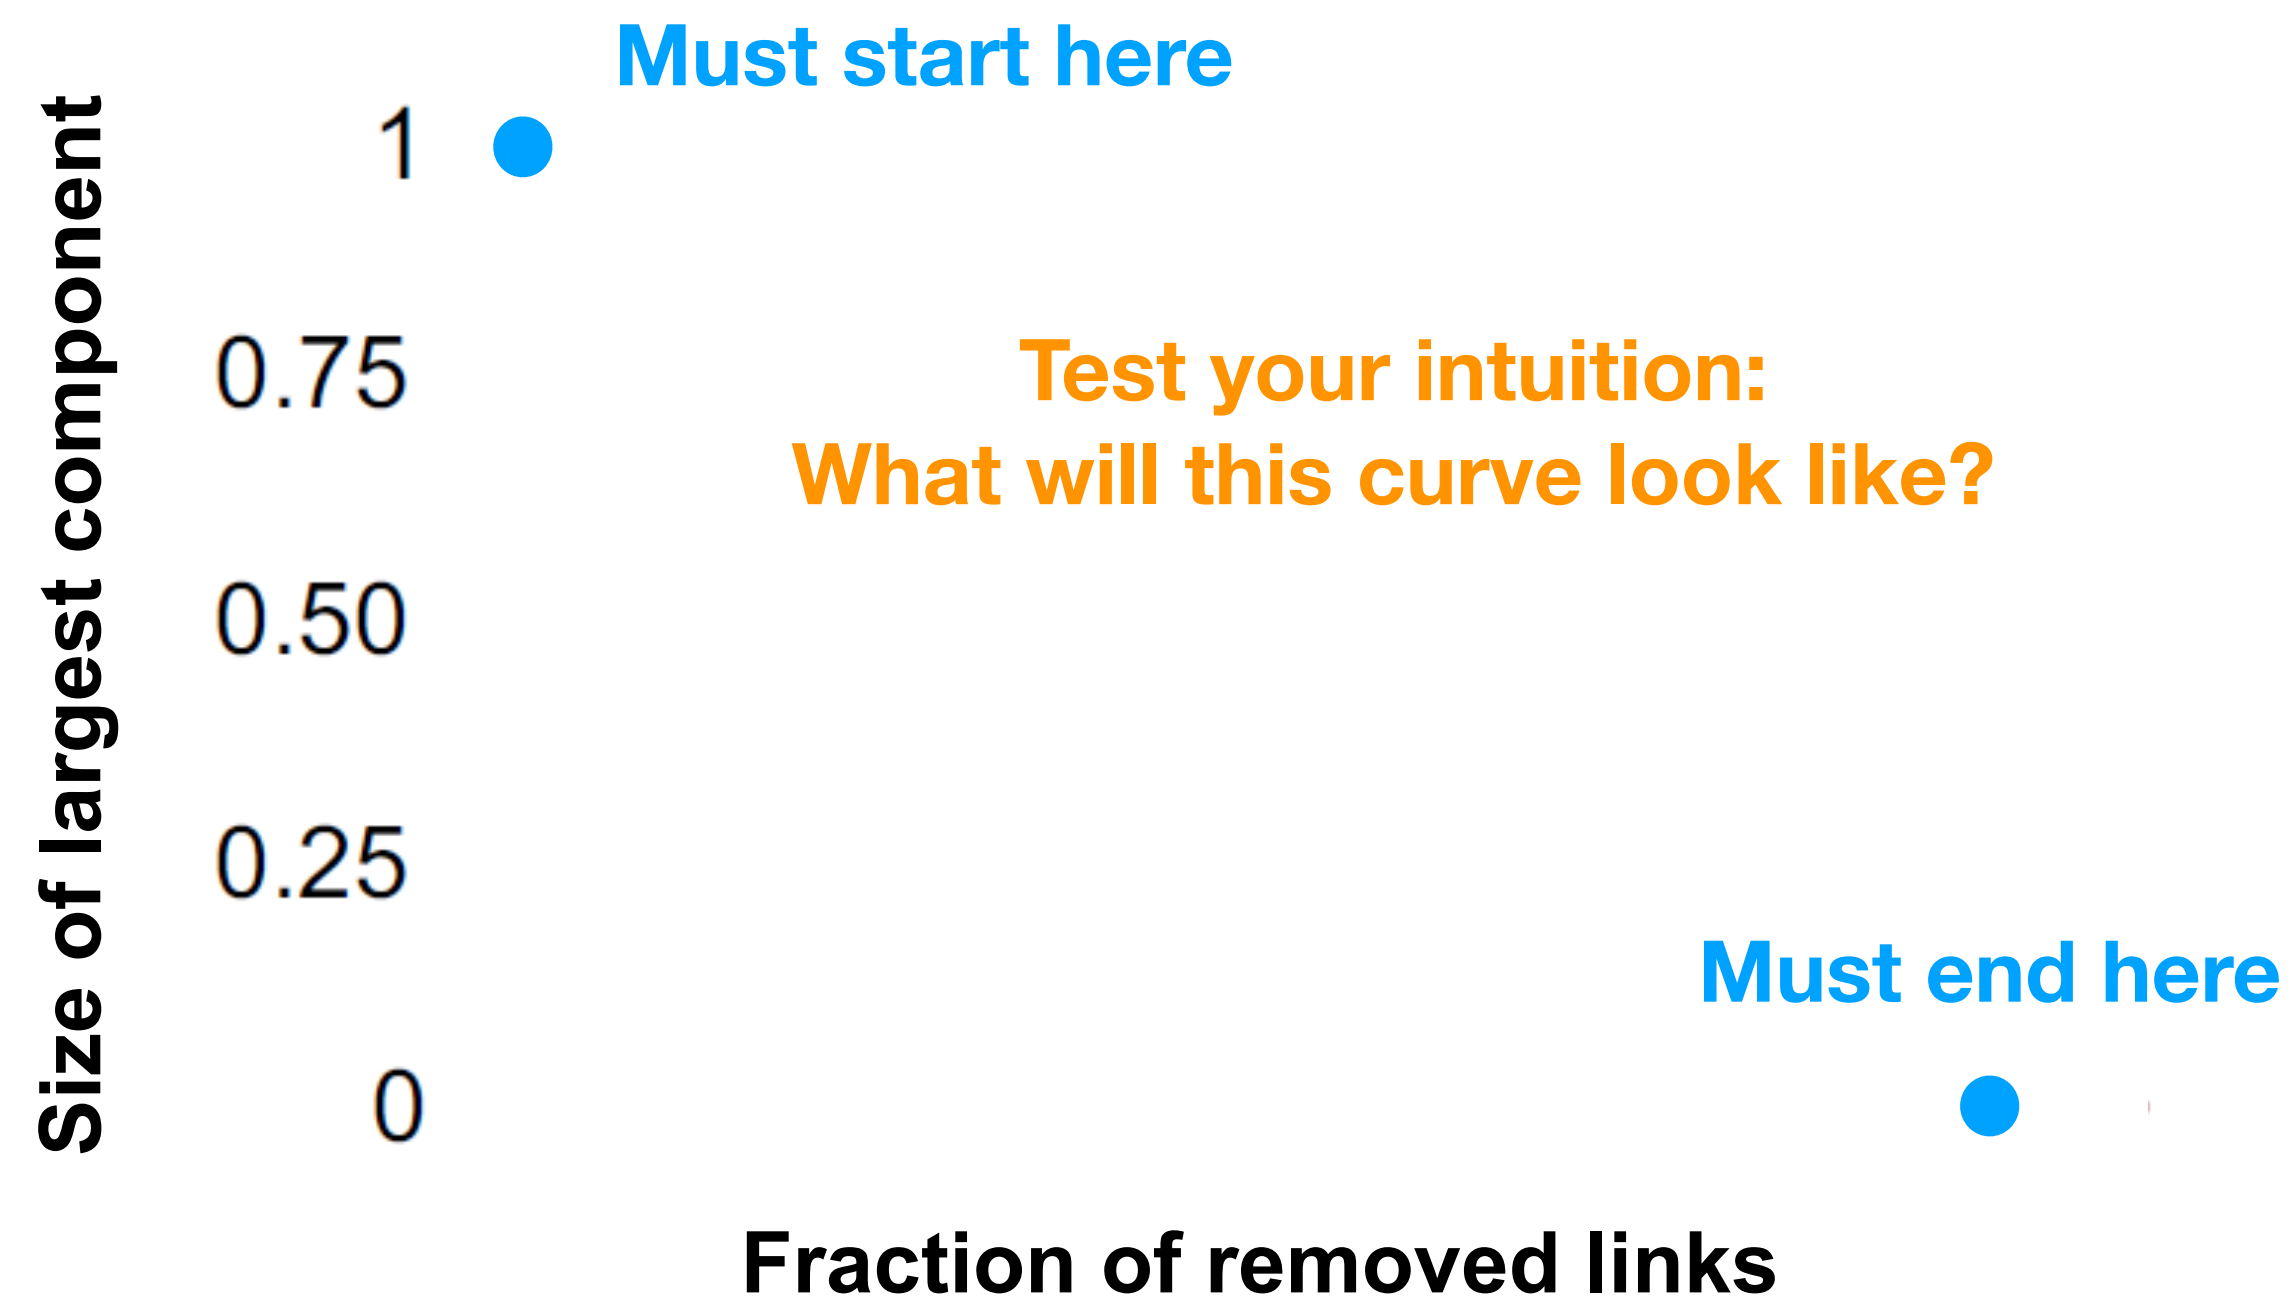 Must start here
1
Size of largest component
0.75
Test your intuition:
What will this curve look like?
0.50
0.25
Must end here
0
Fraction of removed links